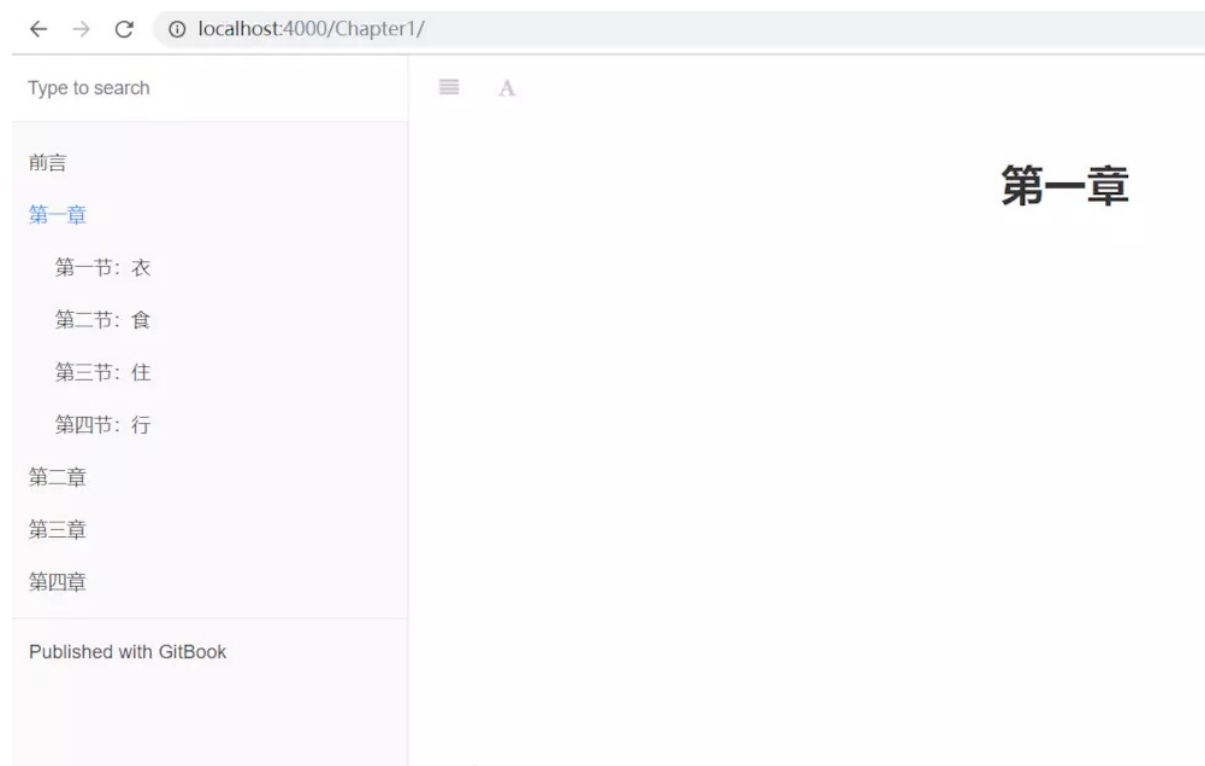 localhost:4000/Chapter1/
Type to search
A
前言
第一章
第一节：衣
第二节：食
第三节：住
第四节：行
第二章
第三章
第四章
Published with GitBook
第一章